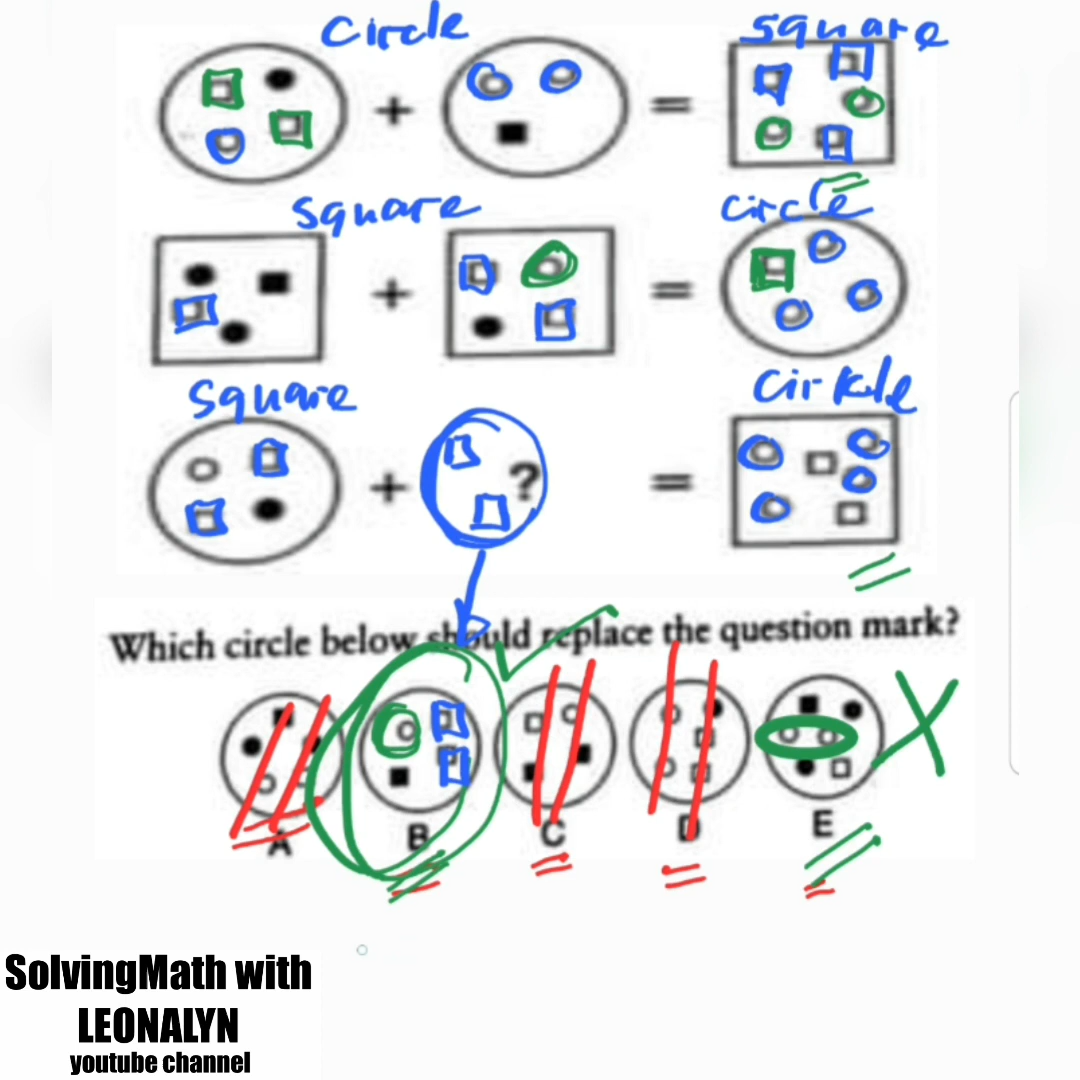 circle
square
+ =
square
circle
+ =
square
cirkle
+ ? =
Which circle below should replace the question mark?
A B C D E
SolvingMath with
LEONALYN
youtube channel